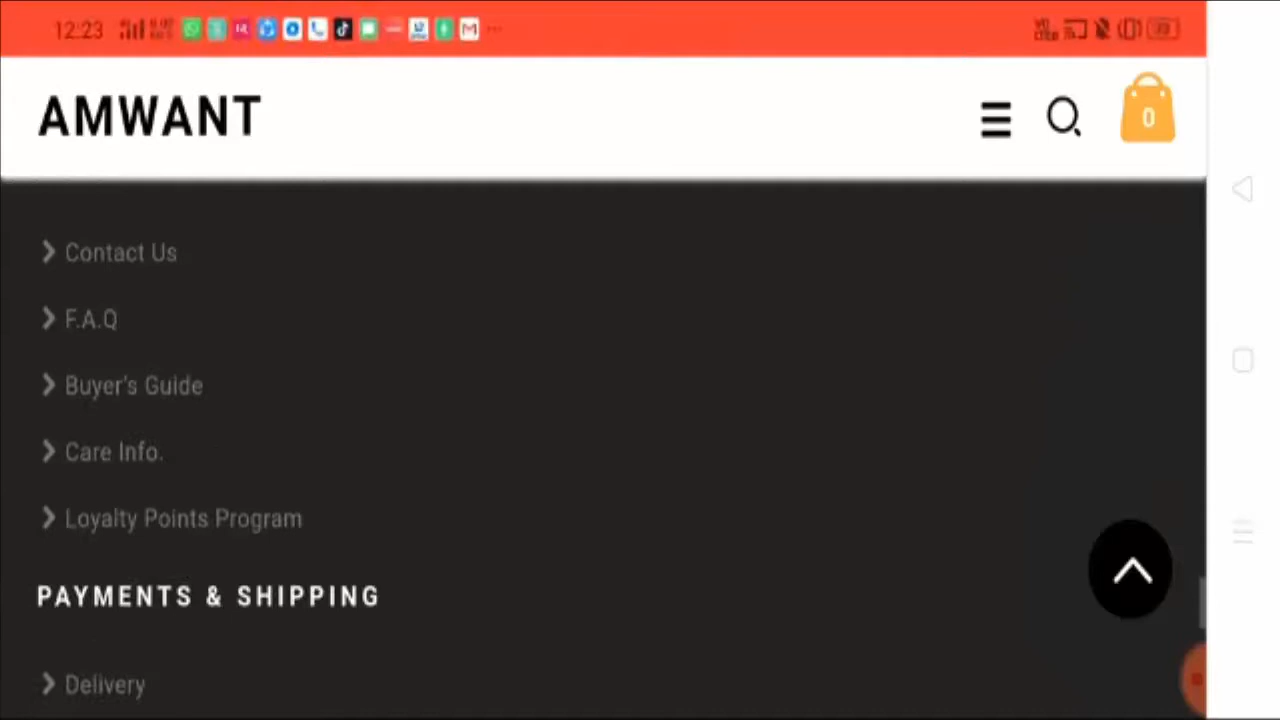 12:23
AMWANT
0
Contact Us
F.A.Q
Buyer's Guide
Care Info.
Loyalty Points Program
PAYMENTS & SHIPPING
Delivery